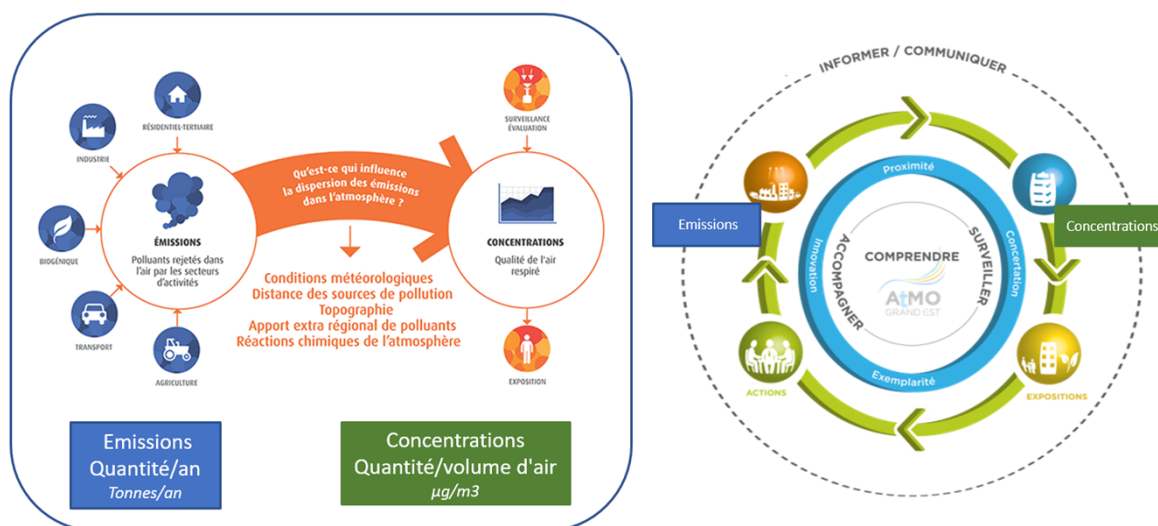 RÉSIDENTIEL-TERTIAIRE
INDUSTRIE
BIOGÉNIQUE
TRANSPORT
AGRICULTURE
ÉMISSIONS
Polluants rejetés dans
l'air par les secteurs
d'activités
Qu'est-ce qui influence
la dispersion des émissions
dans l'atmosphère ?
Conditions météorologiques
Distance des sources de pollution
Topographie
Apport extra régional de polluants
Réactions chimiques de l'atmosphère
SURVEILLANCE
ÉVALUATION
CONCENTRATIONS
Qualité de l'air
respiré
EXPOSITION
Emissions
Quantité/an
Tonnes/an
Concentrations
Quantité/volume d'air
µg/m3
INFORMER / COMMUNIQUER
Emissions
Concentrations
Proximité
Concertation
Exemplarité
Innovation
COMPRENDRE
SURVEILLER
ACCOMPAGNER
AtMO
GRAND EST
ACTIONS
EXPOSITIONS